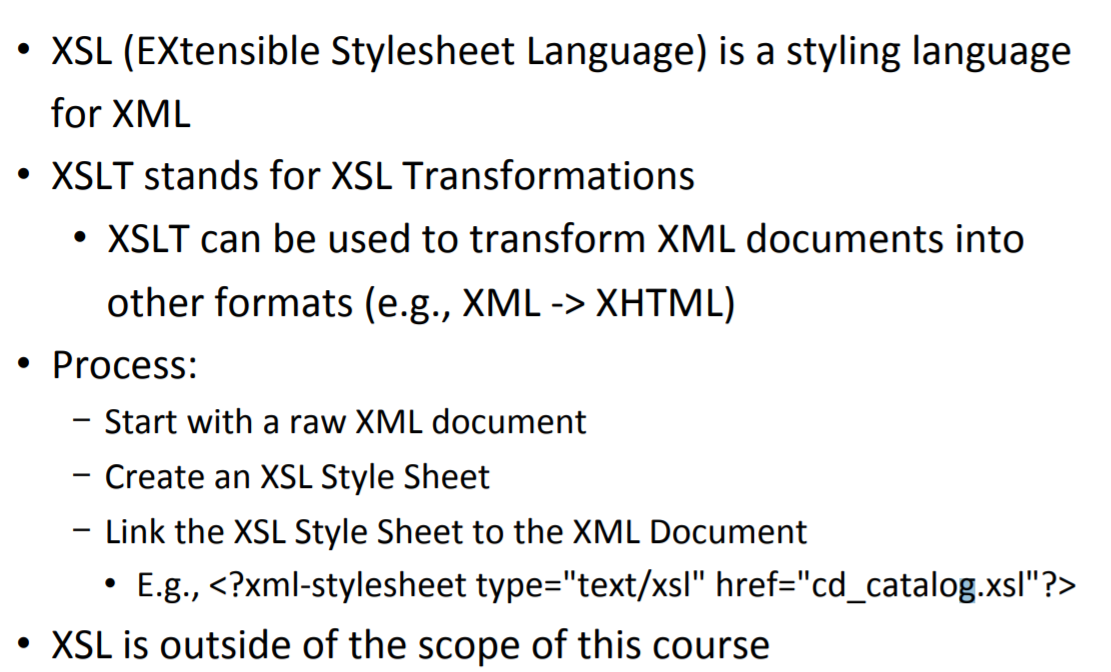 • XSL (EXtensible Stylesheet Language) is a styling language
for XML
• XSLT stands for XSL Transformations
• XSLT can be used to transform XML documents into
other formats (e.g., XML -> XHTML)
• Process:
– Start with a raw XML document
– Create an XSL Style Sheet
– Link the XSL Style Sheet to the XML Document
• E.g., <?xml-stylesheet type="text/xsl" href="cd_catalog.xsl"?>
• XSL is outside of the scope of this course